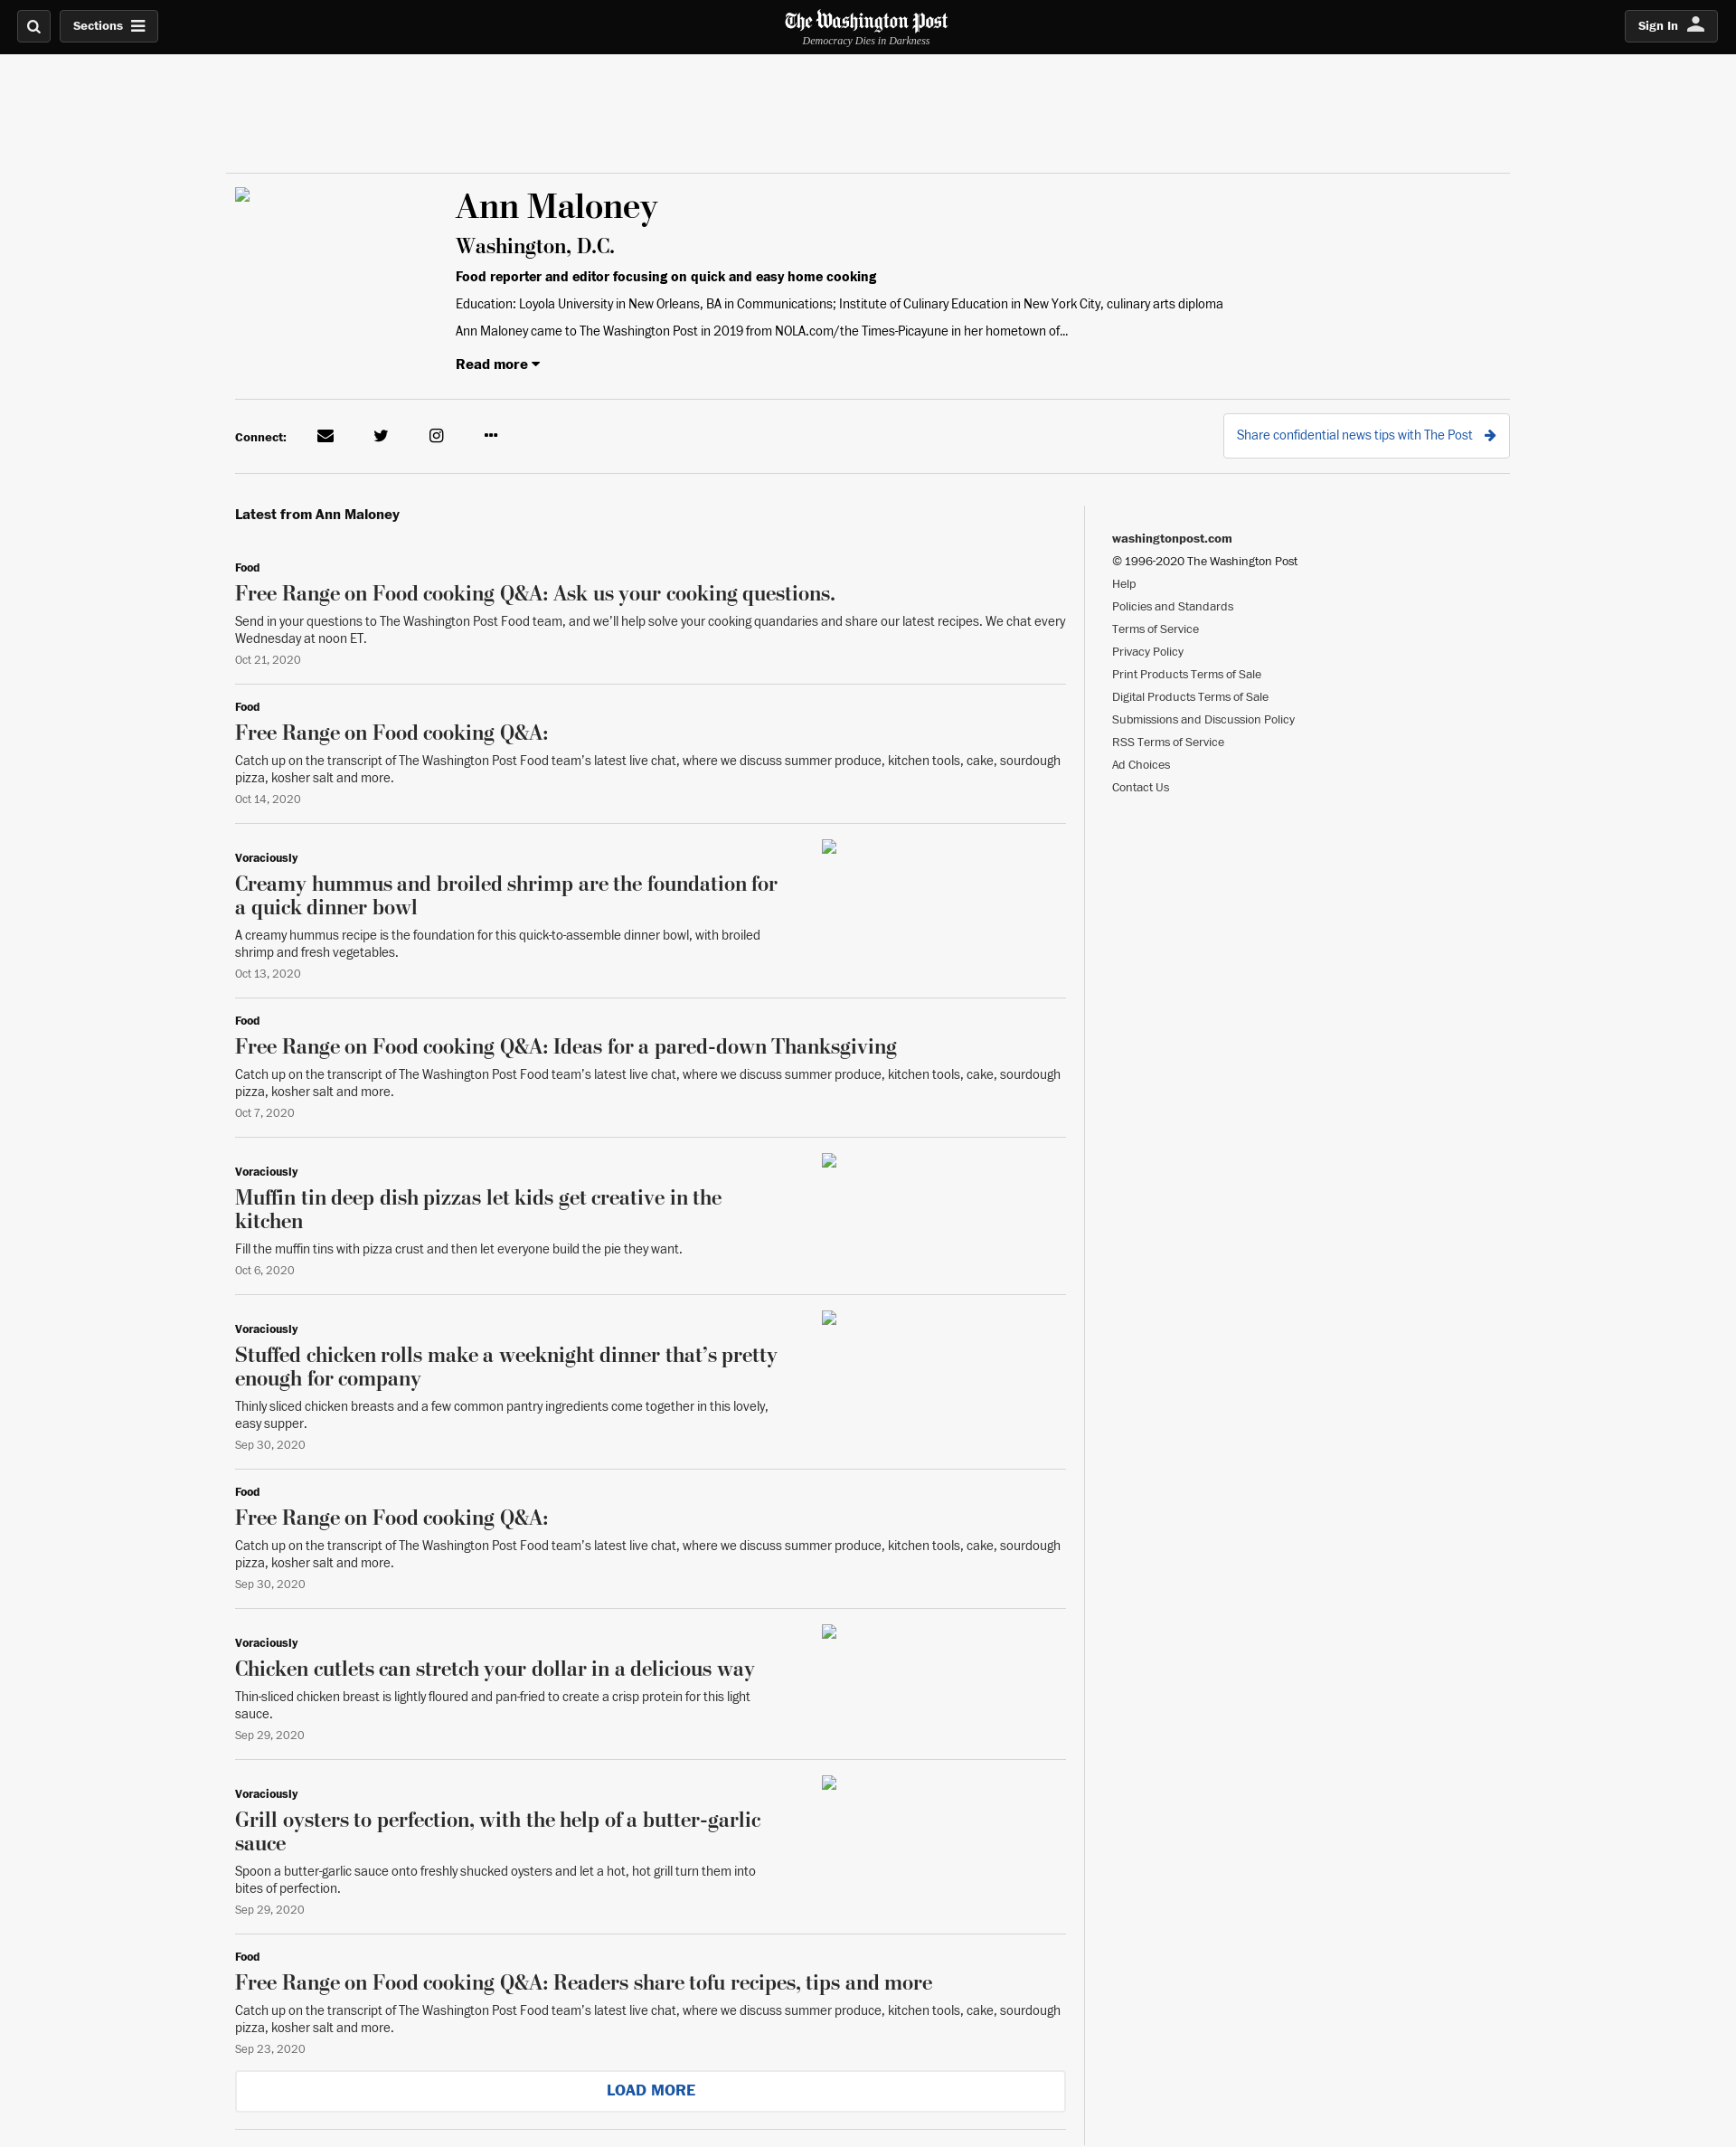 Sections
The Washington Post
Democracy Dies in Darkness
Sign In
Ann Maloney
Washington, D.C.
Food reporter and editor focusing on quick and easy home cooking
Education: Loyola University in New Orleans, BA in Communications; Institute of Culinary Education in New York City, culinary arts diploma
Ann Maloney came to The Washington Post in 2019 from NOLA.com/the Times-Picayune in her hometown of...
Read more
Connect:
Share confidential news tips with The Post
Latest from Ann Maloney
Food
Free Range on Food cooking Q&A: Ask us your cooking questions.
Send in your questions to The Washington Post Food team, and we’ll help solve your cooking quandaries and share our latest recipes. We chat every
Wednesday at noon ET.
Oct 21, 2020
Food
Free Range on Food cooking Q&A:
Catch up on the transcript of The Washington Post Food team's latest live chat, where we discuss summer produce, kitchen tools, cake, sourdough
pizza, kosher salt and more.
Oct 14, 2020
Voraciously
Creamy hummus and broiled shrimp are the foundation for
a quick dinner bowl
A creamy hummus recipe is the foundation for this quick-to-assemble dinner bowl, with broiled
shrimp and fresh vegetables.
Oct 13, 2020
Food
Free Range on Food cooking Q&A: Ideas for a pared-down Thanksgiving
Catch up on the transcript of The Washington Post Food team's latest live chat, where we discuss summer produce, kitchen tools, cake, sourdough
pizza, kosher salt and more.
Oct 7, 2020
Voraciously
Muffin tin deep dish pizzas let kids get creative in the
kitchen
Fill the muffin tins with pizza crust and then let everyone build the pie they want.
Oct 6, 2020
Voraciously
Stuffed chicken rolls make a weeknight dinner that’s pretty
enough for company
Thinly sliced chicken breasts and a few common pantry ingredients come together in this lovely,
easy supper.
Sep 30, 2020
Food
Free Range on Food cooking Q&A:
Catch up on the transcript of The Washington Post Food team's latest live chat, where we discuss summer produce, kitchen tools, cake, sourdough
pizza, kosher salt and more.
Sep 30, 2020
Voraciously
Chicken cutlets can stretch your dollar in a delicious way
Thin-sliced chicken breast is lightly floured and pan-fried to create a crisp protein for this light
sauce.
Sep 29, 2020
Voraciously
Grill oysters to perfection, with the help of a butter-garlic
sauce
Spoon a butter-garlic sauce onto freshly shucked oysters and let a hot, hot grill turn them into
bites of perfection.
Sep 29, 2020
Food
Free Range on Food cooking Q&A: Readers share tofu recipes, tips and more
Catch up on the transcript of The Washington Post Food team's latest live chat, where we discuss summer produce, kitchen tools, cake, sourdough
pizza, kosher salt and more.
Sep 23, 2020
LOAD MORE
washingtonpost.com
© 1996-2020 The Washington Post
Help
Policies and Standards
Terms of Service
Privacy Policy
Print Products Terms of Sale
Digital Products Terms of Sale
Submissions and Discussion Policy
RSS Terms of Service
Ad Choices
Contact Us